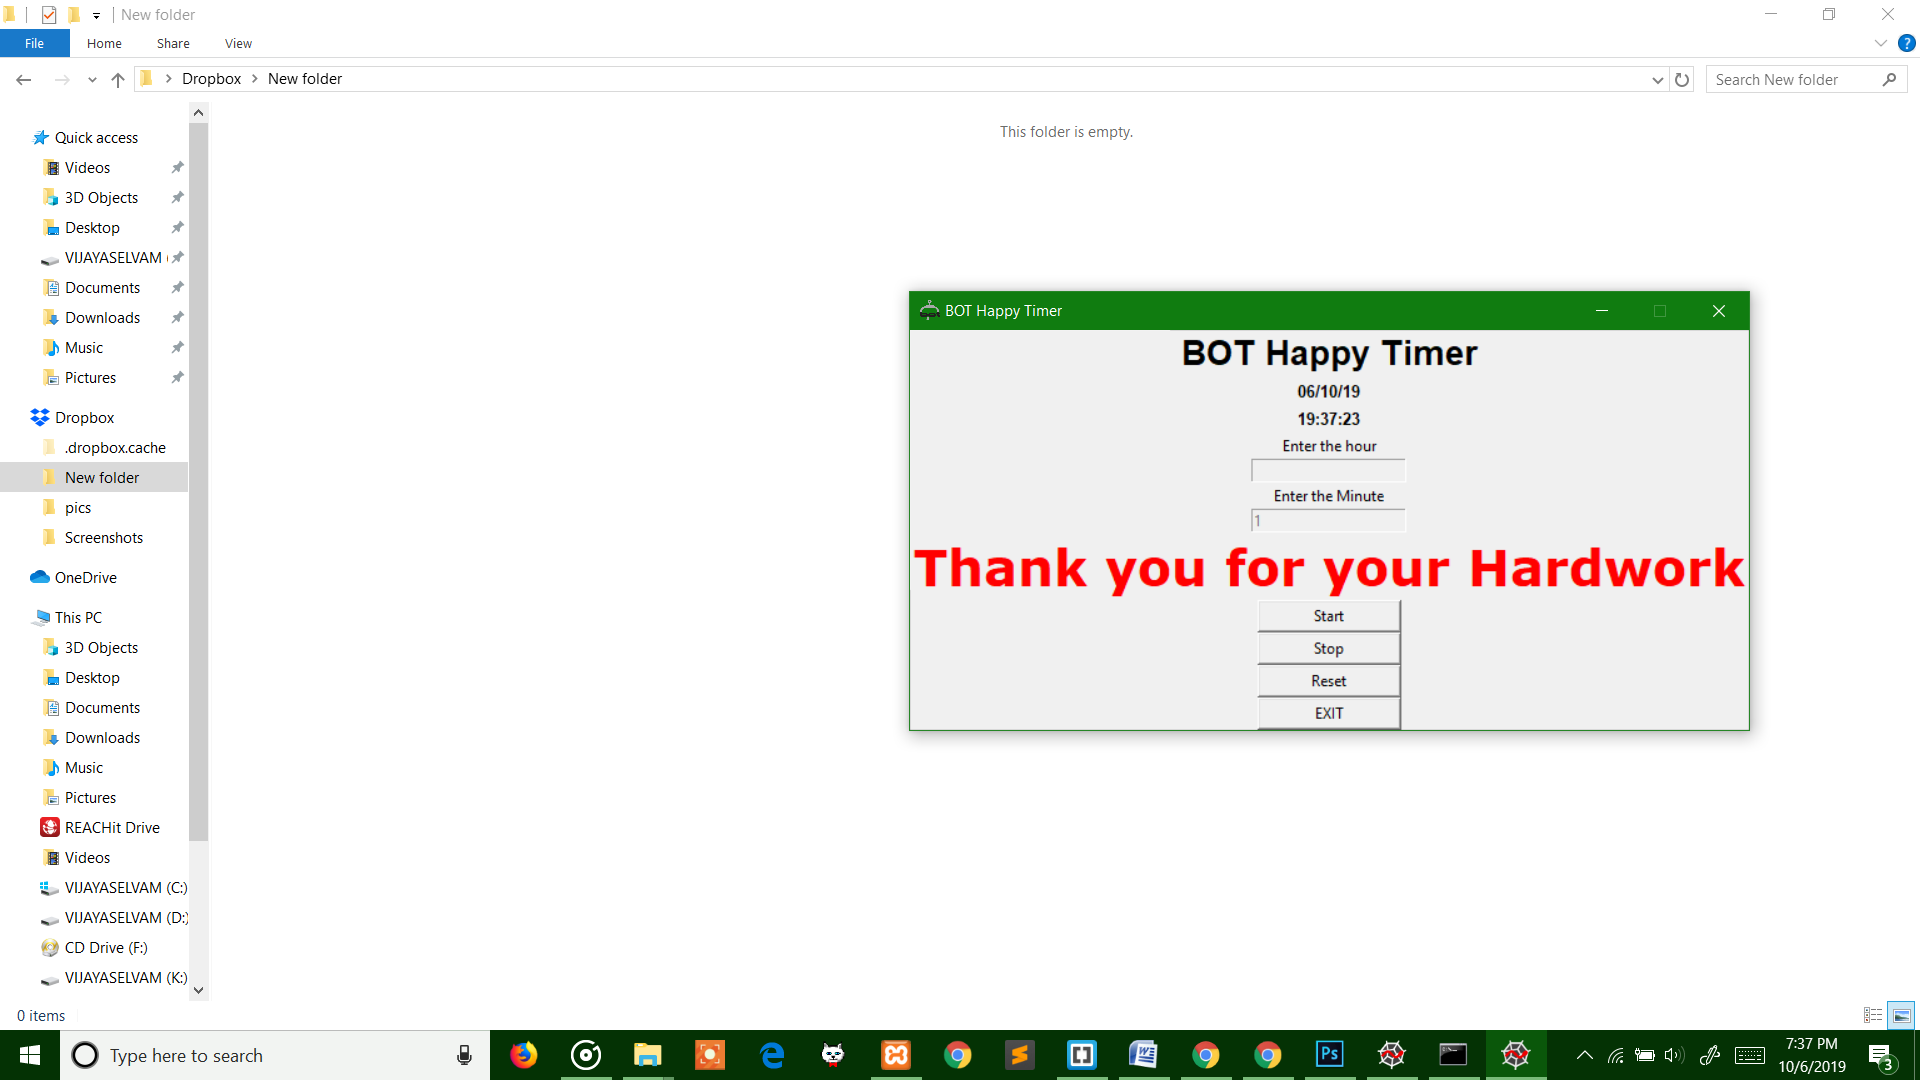 New folder
File
Home
Share
View
Dropbox
New folder
Search New folder
This folder is empty.
Quick access
Videos
3D Objects
Desktop
VIJAYASELVAM (
Documents
Downloads
Music
Pictures
Dropbox
.dropbox.cache
New folder
pics
Screenshots
OneDrive
This PC
3D Objects
Desktop
Documents
Downloads
Music
Pictures
REACHit Drive
Videos
VIJAYASELVAM (C:)
VIJAYASELVAM (D:)
CD Drive (F:)
VIJAYASELVAM (K:)
BOT Happy Timer
BOT Happy Timer
06/10/19
19:37:23
Enter the hour
Enter the Minute
1
Thank you for your Hardwork
Start
Stop
Reset
EXIT
0 items
Type here to search
Ps
7:37 PM
10/6/2019
3